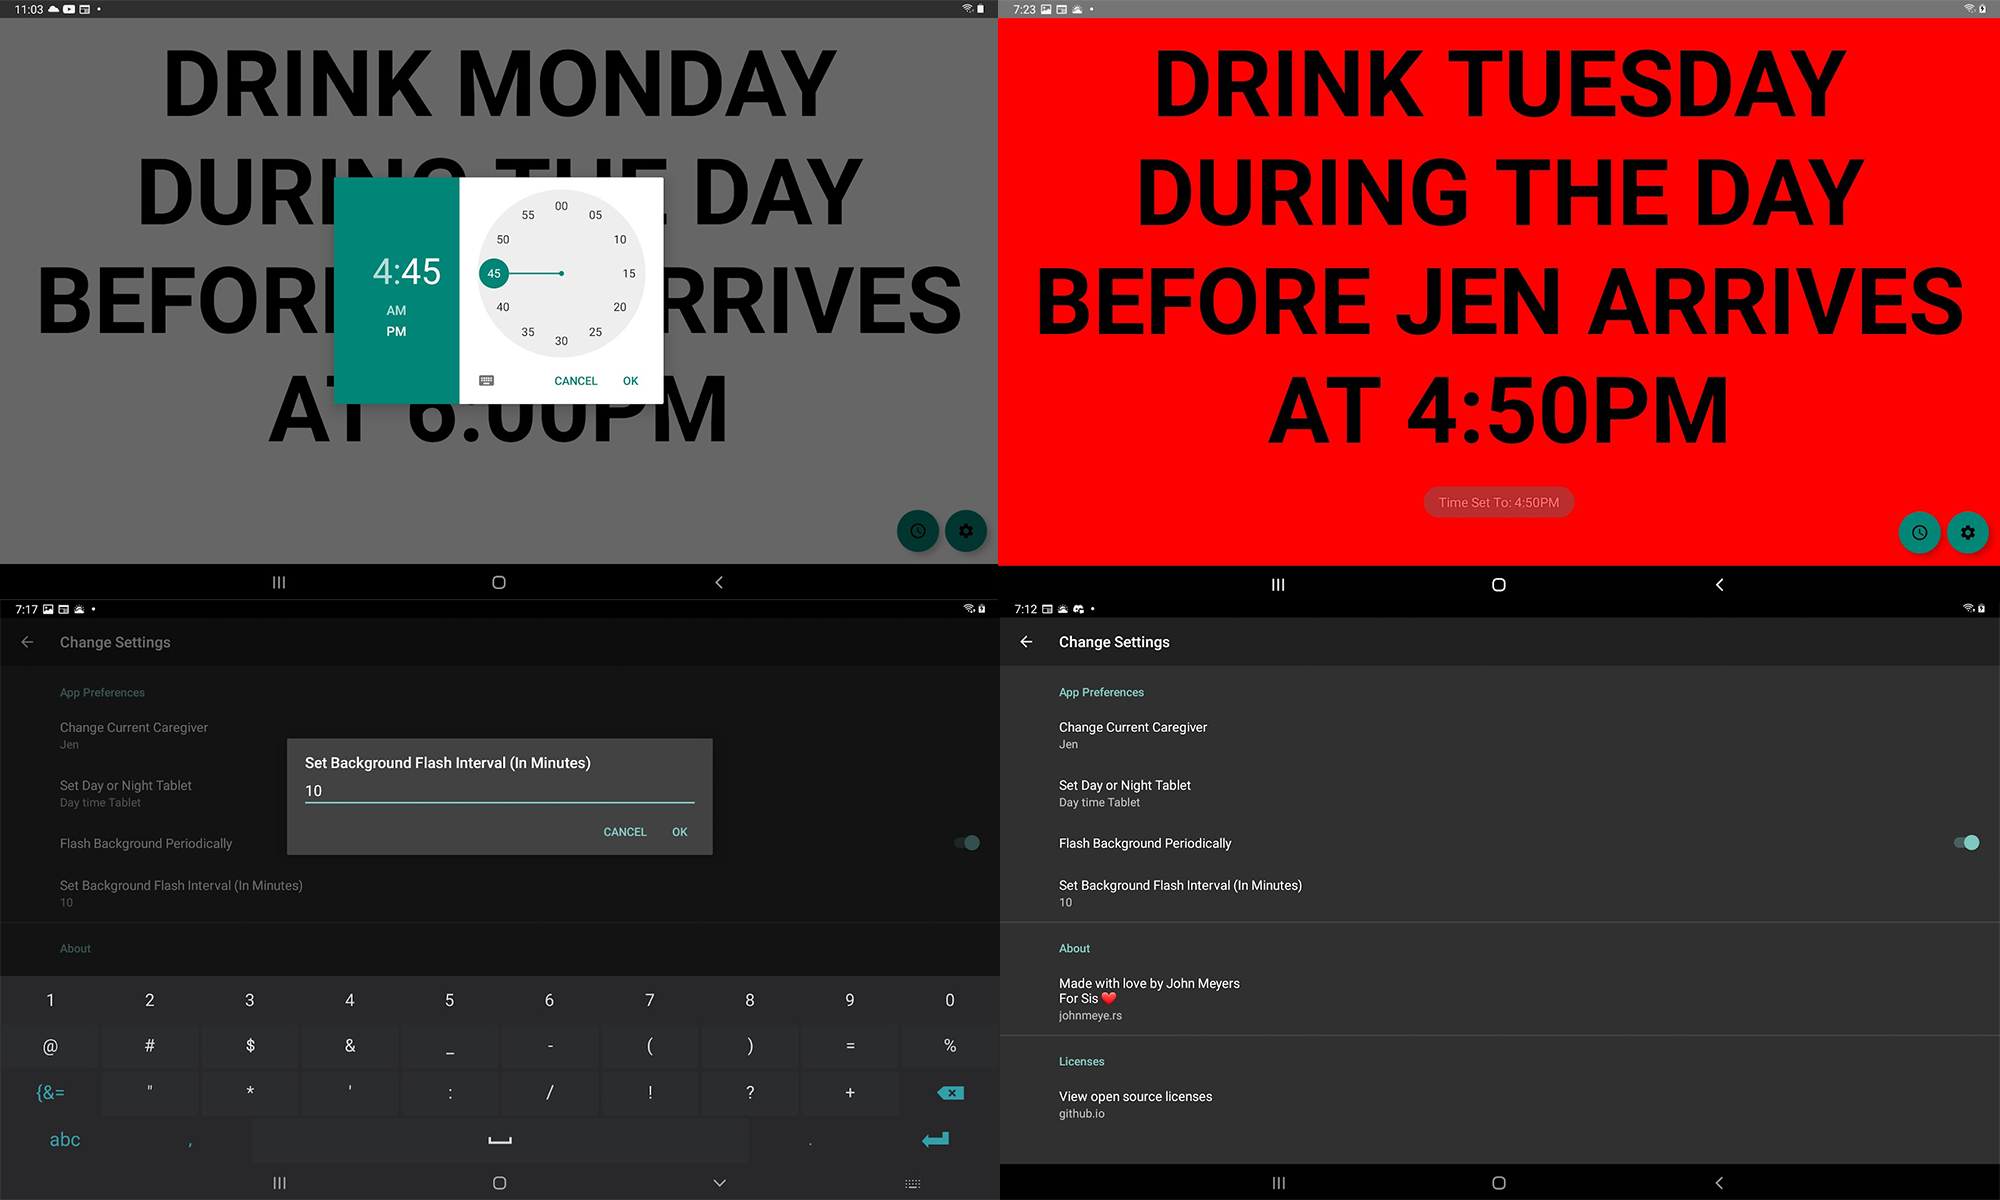 11:03
DRINK MONDAY
DURING THE DAY
BEFORE ARRIVES
AT 6:00PM
4:45
AM
PM
00
05
10
15
20
25
30
35
40
45
50
55
CANCEL
OK
7:23
DRINK TUESDAY
DURING THE DAY
BEFORE JEN ARRIVES
AT 4:50PM
Time Set To: 4:50PM
7:17
Change Settings
App Preferences
Change Current Caregiver
Jen
Set Day or Night Tablet
Day time Tablet
Flash Background Periodically
Set Background Flash Interval (In Minutes)
10
About
Set Background Flash Interval (In Minutes)
10
CANCEL OK
1 2 3 4 5 6 7 8 9 0
@ # $ & _ - ( ) = %
{&= " * ' : / ! ? +
abc , .
7:12
Change Settings
App Preferences
Change Current Caregiver
Jen
Set Day or Night Tablet
Day time Tablet
Flash Background Periodically
Set Background Flash Interval (In Minutes)
10
About
Made with love by John Meyers
For Sis ❤️
johnmeye.rs
Licenses
View open source licenses
github.io